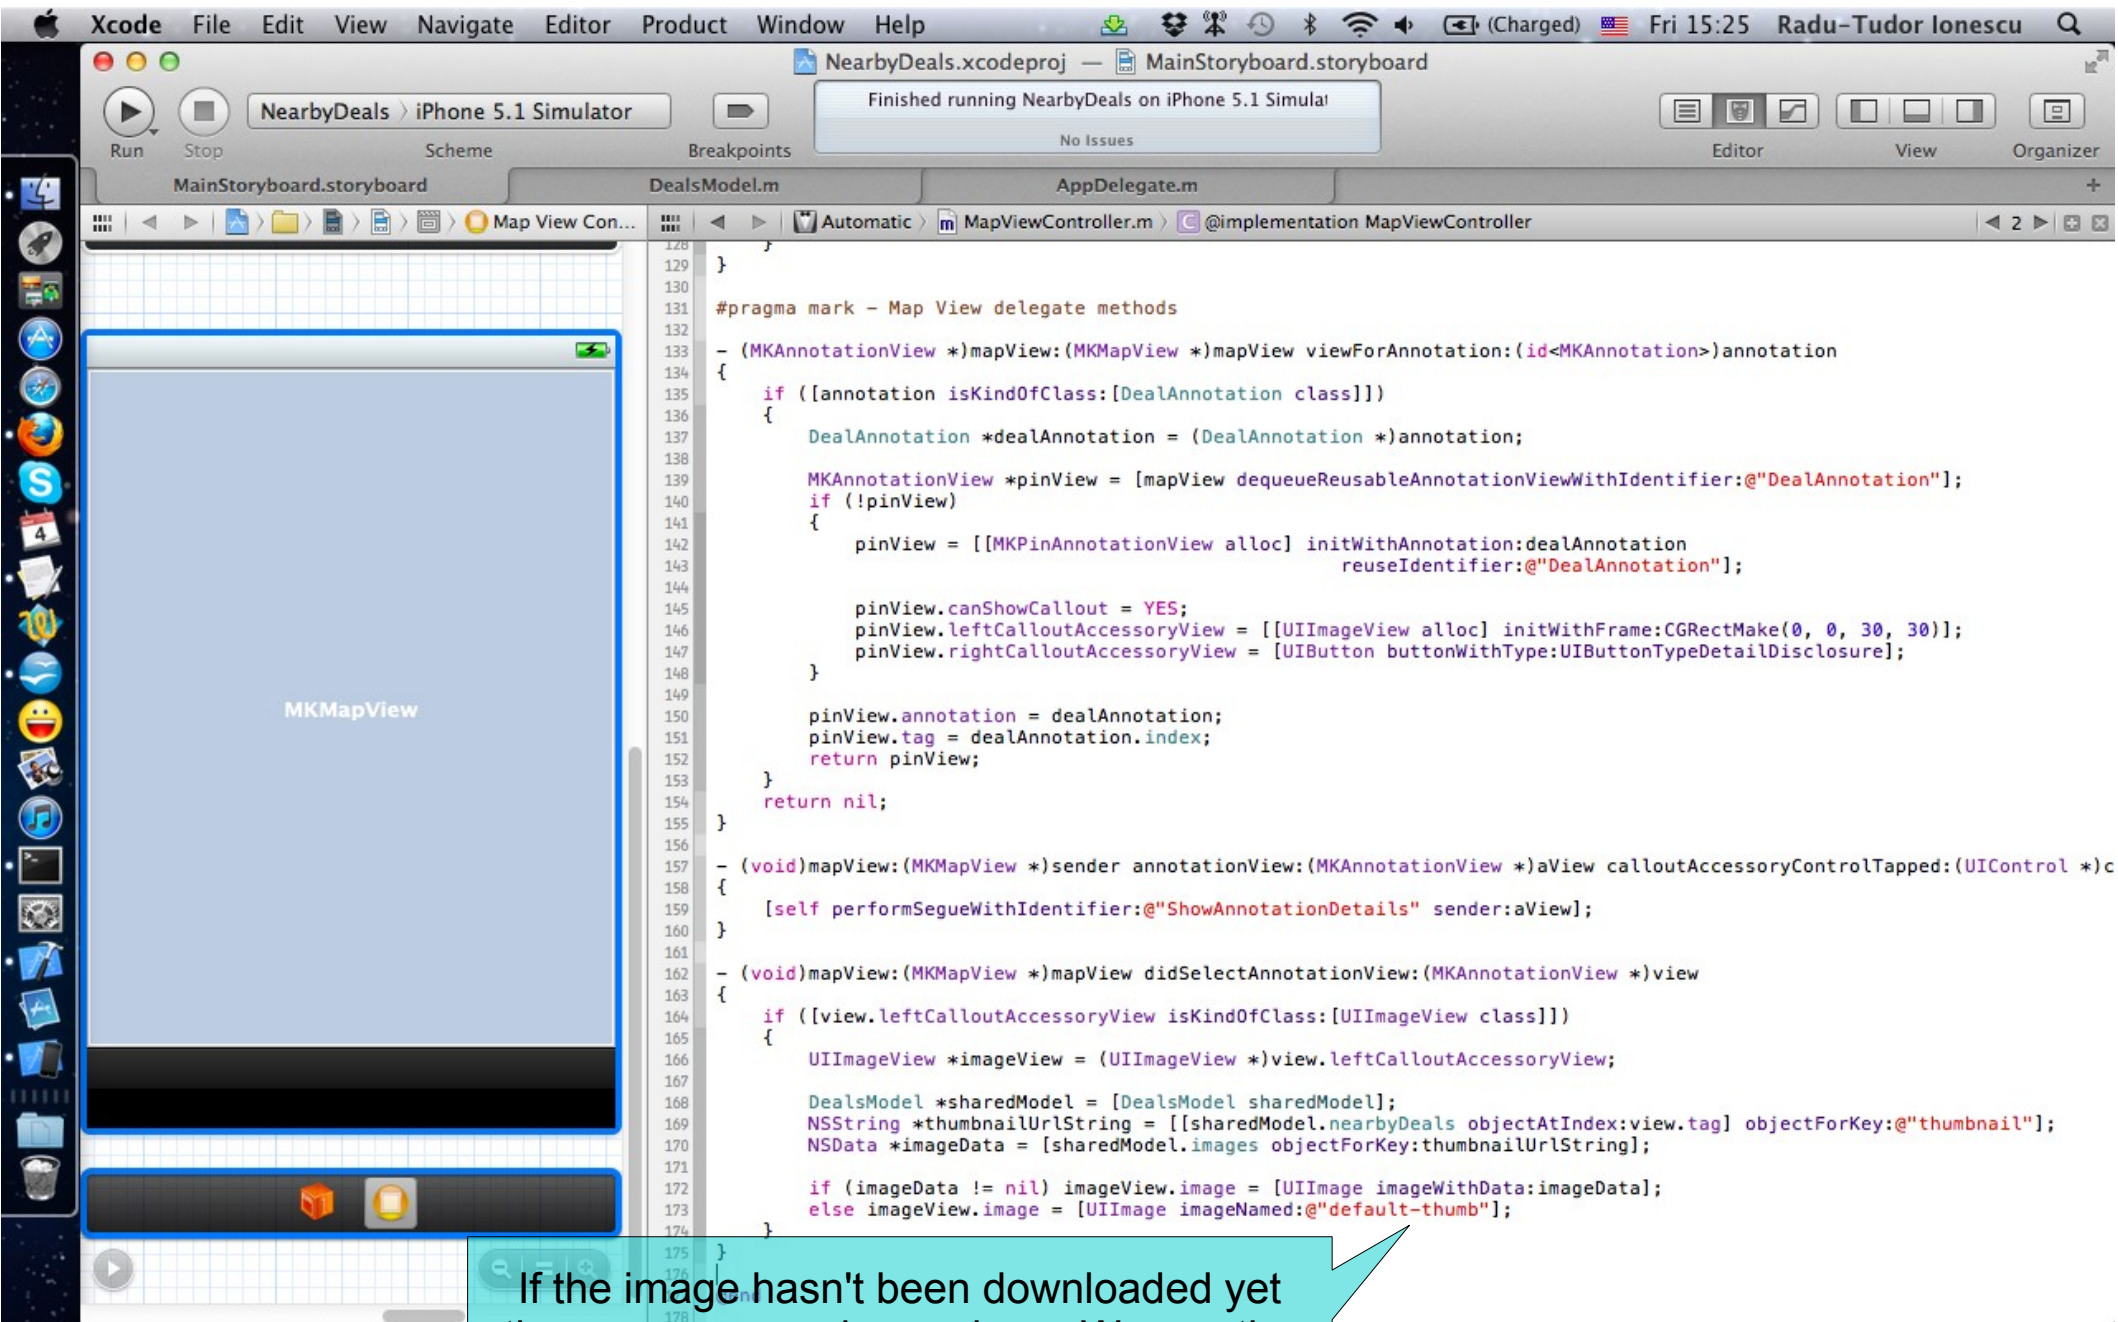 Xcode File Edit View Navigate Editor Product Window Help (Charged) Fri 15:25 Radu-Tudor Ionescu
NearbyDeals.xcodeproj — MainStoryboard.storyboard
NearbyDeals 〉 iPhone 5.1 Simulator
Finished running NearbyDeals on iPhone 5.1 Simulat
No Issues
Run Stop Scheme Breakpoints Editor View Organizer
MainStoryboard.storyboard DealsModel.m AppDelegate.m +
Map View Con... Automatic 〉 m MapViewController.m 〉 C @implementation MapViewController 2
MKMapView
128 }
129 }
130
131 #pragma mark - Map View delegate methods
132
133 - (MKAnnotationView *)mapView:(MKMapView *)mapView viewForAnnotation:(id<MKAnnotation>)annotation
134 {
135 if ([annotation isKindOfClass:[DealAnnotation class]])
136 {
137 DealAnnotation *dealAnnotation = (DealAnnotation *)annotation;
138
139 MKAnnotationView *pinView = [mapView dequeueReusableAnnotationViewWithIdentifier:@"DealAnnotation"];
140 if (!pinView)
141 {
142 pinView = [[MKPinAnnotationView alloc] initWithAnnotation:dealAnnotation
143 reuseIdentifier:@"DealAnnotation"];
144
145 pinView.canShowCallout = YES;
146 pinView.leftCalloutAccessoryView = [[UIImageView alloc] initWithFrame:CGRectMake(0, 0, 30, 30)];
147 pinView.rightCalloutAccessoryView = [UIButton buttonWithType:UIButtonTypeDetailDisclosure];
148 }
149
150 pinView.annotation = dealAnnotation;
151 pinView.tag = dealAnnotation.index;
152 return pinView;
153 }
154 return nil;
155 }
156
157 - (void)mapView:(MKMapView *)sender annotationView:(MKAnnotationView *)aView calloutAccessoryControlTapped:(UIControl *)c
158 {
159 [self performSegueWithIdentifier:@"ShowAnnotationDetails" sender:aView];
160 }
161
162 - (void)mapView:(MKMapView *)mapView didSelectAnnotationView:(MKAnnotationView *)view
163 {
164 if ([view.leftCalloutAccessoryView isKindOfClass:[UIImageView class]])
165 {
166 UIImageView *imageView = (UIImageView *)view.leftCalloutAccessoryView;
167
168 DealsModel *sharedModel = [DealsModel sharedModel];
169 NSString *thumbnailUrlString = [[sharedModel.nearbyDeals objectAtIndex:view.tag] objectForKey:@"thumbnail"];
170 NSData *imageData = [sharedModel.images objectForKey:thumbnailUrlString];
171
172 if (imageData != nil) imageView.image = [UIImage imageWithData:imageData];
173 else imageView.image = [UIImage imageNamed:@"default-thumb"];
174 }
175 }
176
178
If the image hasn't been downloaded yet